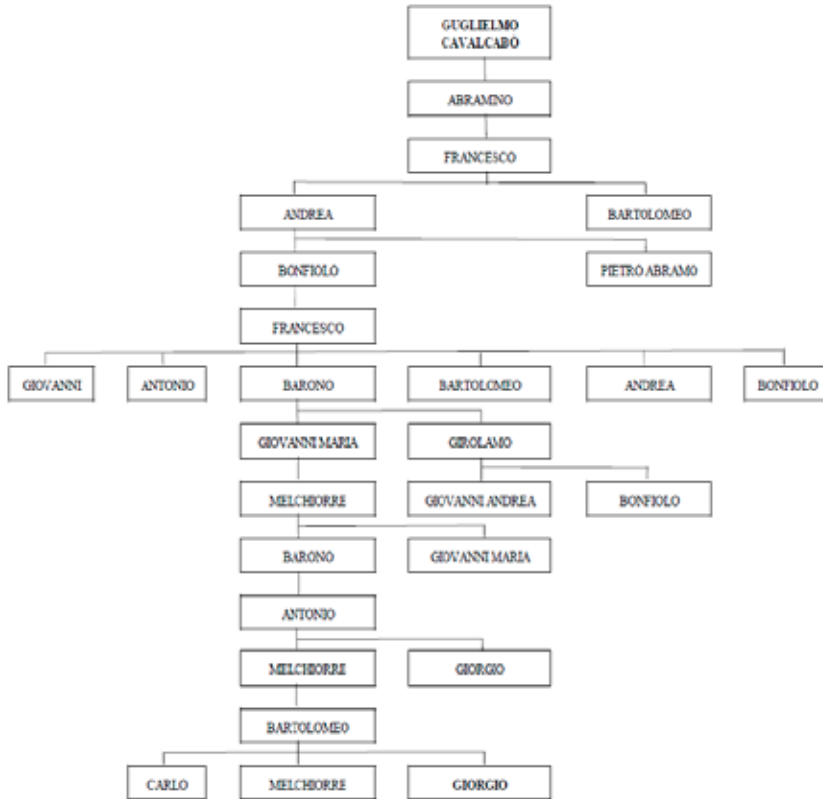 GUGLIELMO
CAVALCABO
ABRAMINO
FRANCESCO
ANDREA
BARTOLOMEO
BONFIOLO
PIETRO ABRAMO
FRANCESCO
GIOVANNI
ANTONIO
BARONO
BARTOLOMEO
ANDREA
BONFIOLO
GIOVANNI MARIA
GIROLAMO
MELCHIORRE
GIOVANNI ANDREA
BONFIOLO
BARONO
GIOVANNI MARIA
ANTONIO
MELCHIORRE
GIORGIO
BARTOLOMEO
CARLO
MELCHIORRE
GIORGIO